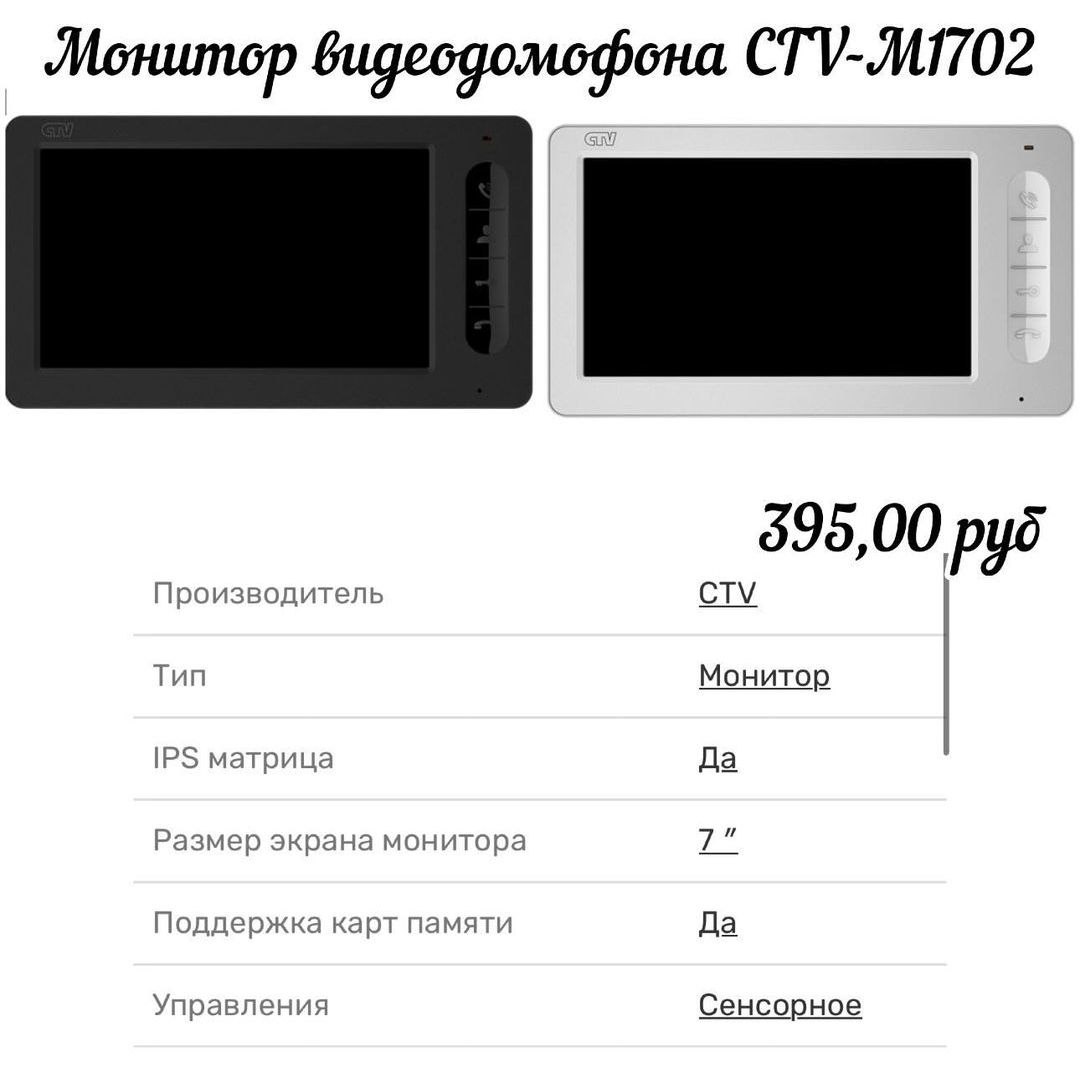 Монитор видеодомофона CTV-M1702
CTV
CTV
395,00 руб
Производитель CTV
Тип Монитор
IPS матрица Да
Размер экрана монитора 7 ″
Поддержка карт памяти Да
Управления Сенсорное